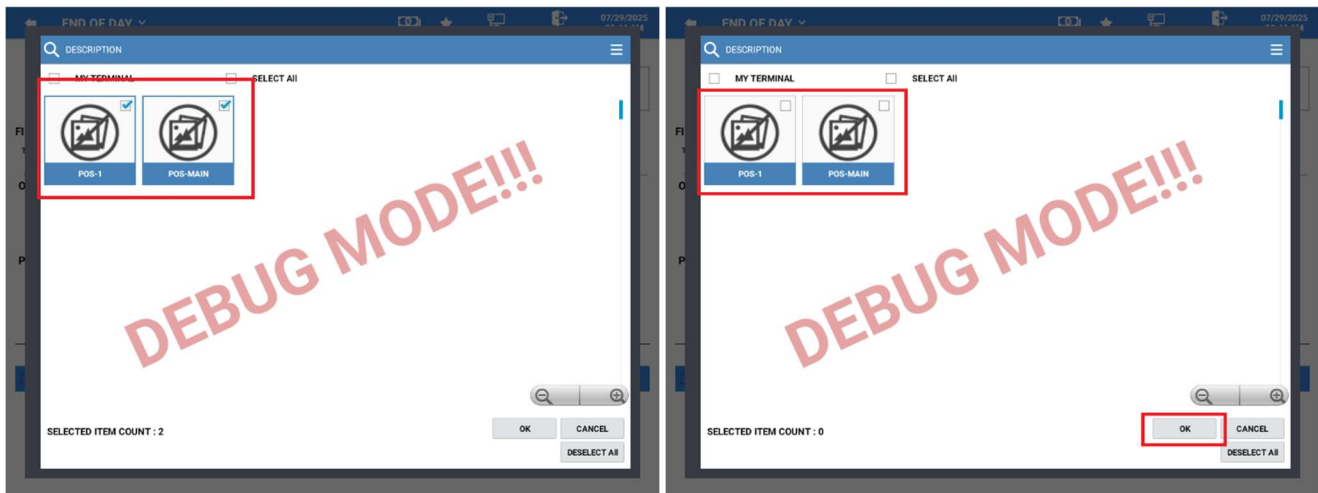 END OF DAY
07/29/2025
DESCRIPTION
MY TERMINAL
SELECT All
POS-1
POS-MAIN
DEBUG MODE!!!
SELECTED ITEM COUNT : 2
OK
CANCEL
DESELECT All
END OF DAY
07/29/2025
DESCRIPTION
MY TERMINAL
SELECT All
POS-1
POS-MAIN
DEBUG MODE!!!
SELECTED ITEM COUNT : 0
OK
CANCEL
DESELECT All